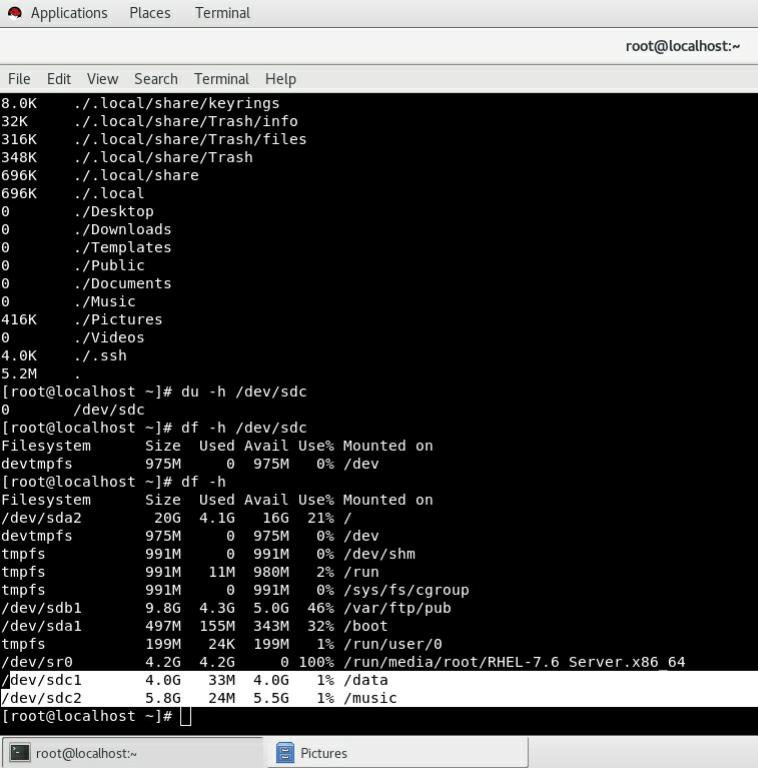 Applications Places Terminal
root@localhost:~
File Edit View Search Terminal Help
8.0K ./.local/share/keyrings
32K ./.local/share/Trash/info
316K ./.local/share/Trash/files
348K ./.local/share/Trash
696K ./.local/share
696K ./.local
0 ./Desktop
0 ./Downloads
0 ./Templates
0 ./Public
0 ./Documents
0 ./Music
416K ./Pictures
0 ./Videos
4.0K ./.ssh
5.2M .
[root@localhost ~]# du -h /dev/sdc
0 /dev/sdc
[root@localhost ~]# df -h /dev/sdc
Filesystem Size Used Avail Use% Mounted on
devtmpfs 975M 0 975M 0% /dev
[root@localhost ~]# df -h
Filesystem Size Used Avail Use% Mounted on
/dev/sda2 20G 4.1G 16G 21% /
devtmpfs 975M 0 975M 0% /dev
tmpfs 991M 0 991M 0% /dev/shm
tmpfs 991M 11M 980M 2% /run
tmpfs 991M 0 991M 0% /sys/fs/cgroup
/dev/sdb1 9.8G 4.3G 5.0G 46% /var/ftp/pub
/dev/sda1 497M 155M 343M 32% /boot
tmpfs 199M 24K 199M 1% /run/user/0
/dev/sr0 4.2G 4.2G 0 100% /run/media/root/RHEL-7.6 Server.x86_64
/dev/sdc1 4.0G 33M 4.0G 1% /data
/dev/sdc2 5.8G 24M 5.5G 1% /music
[root@localhost ~]#
root@localhost:~ Pictures